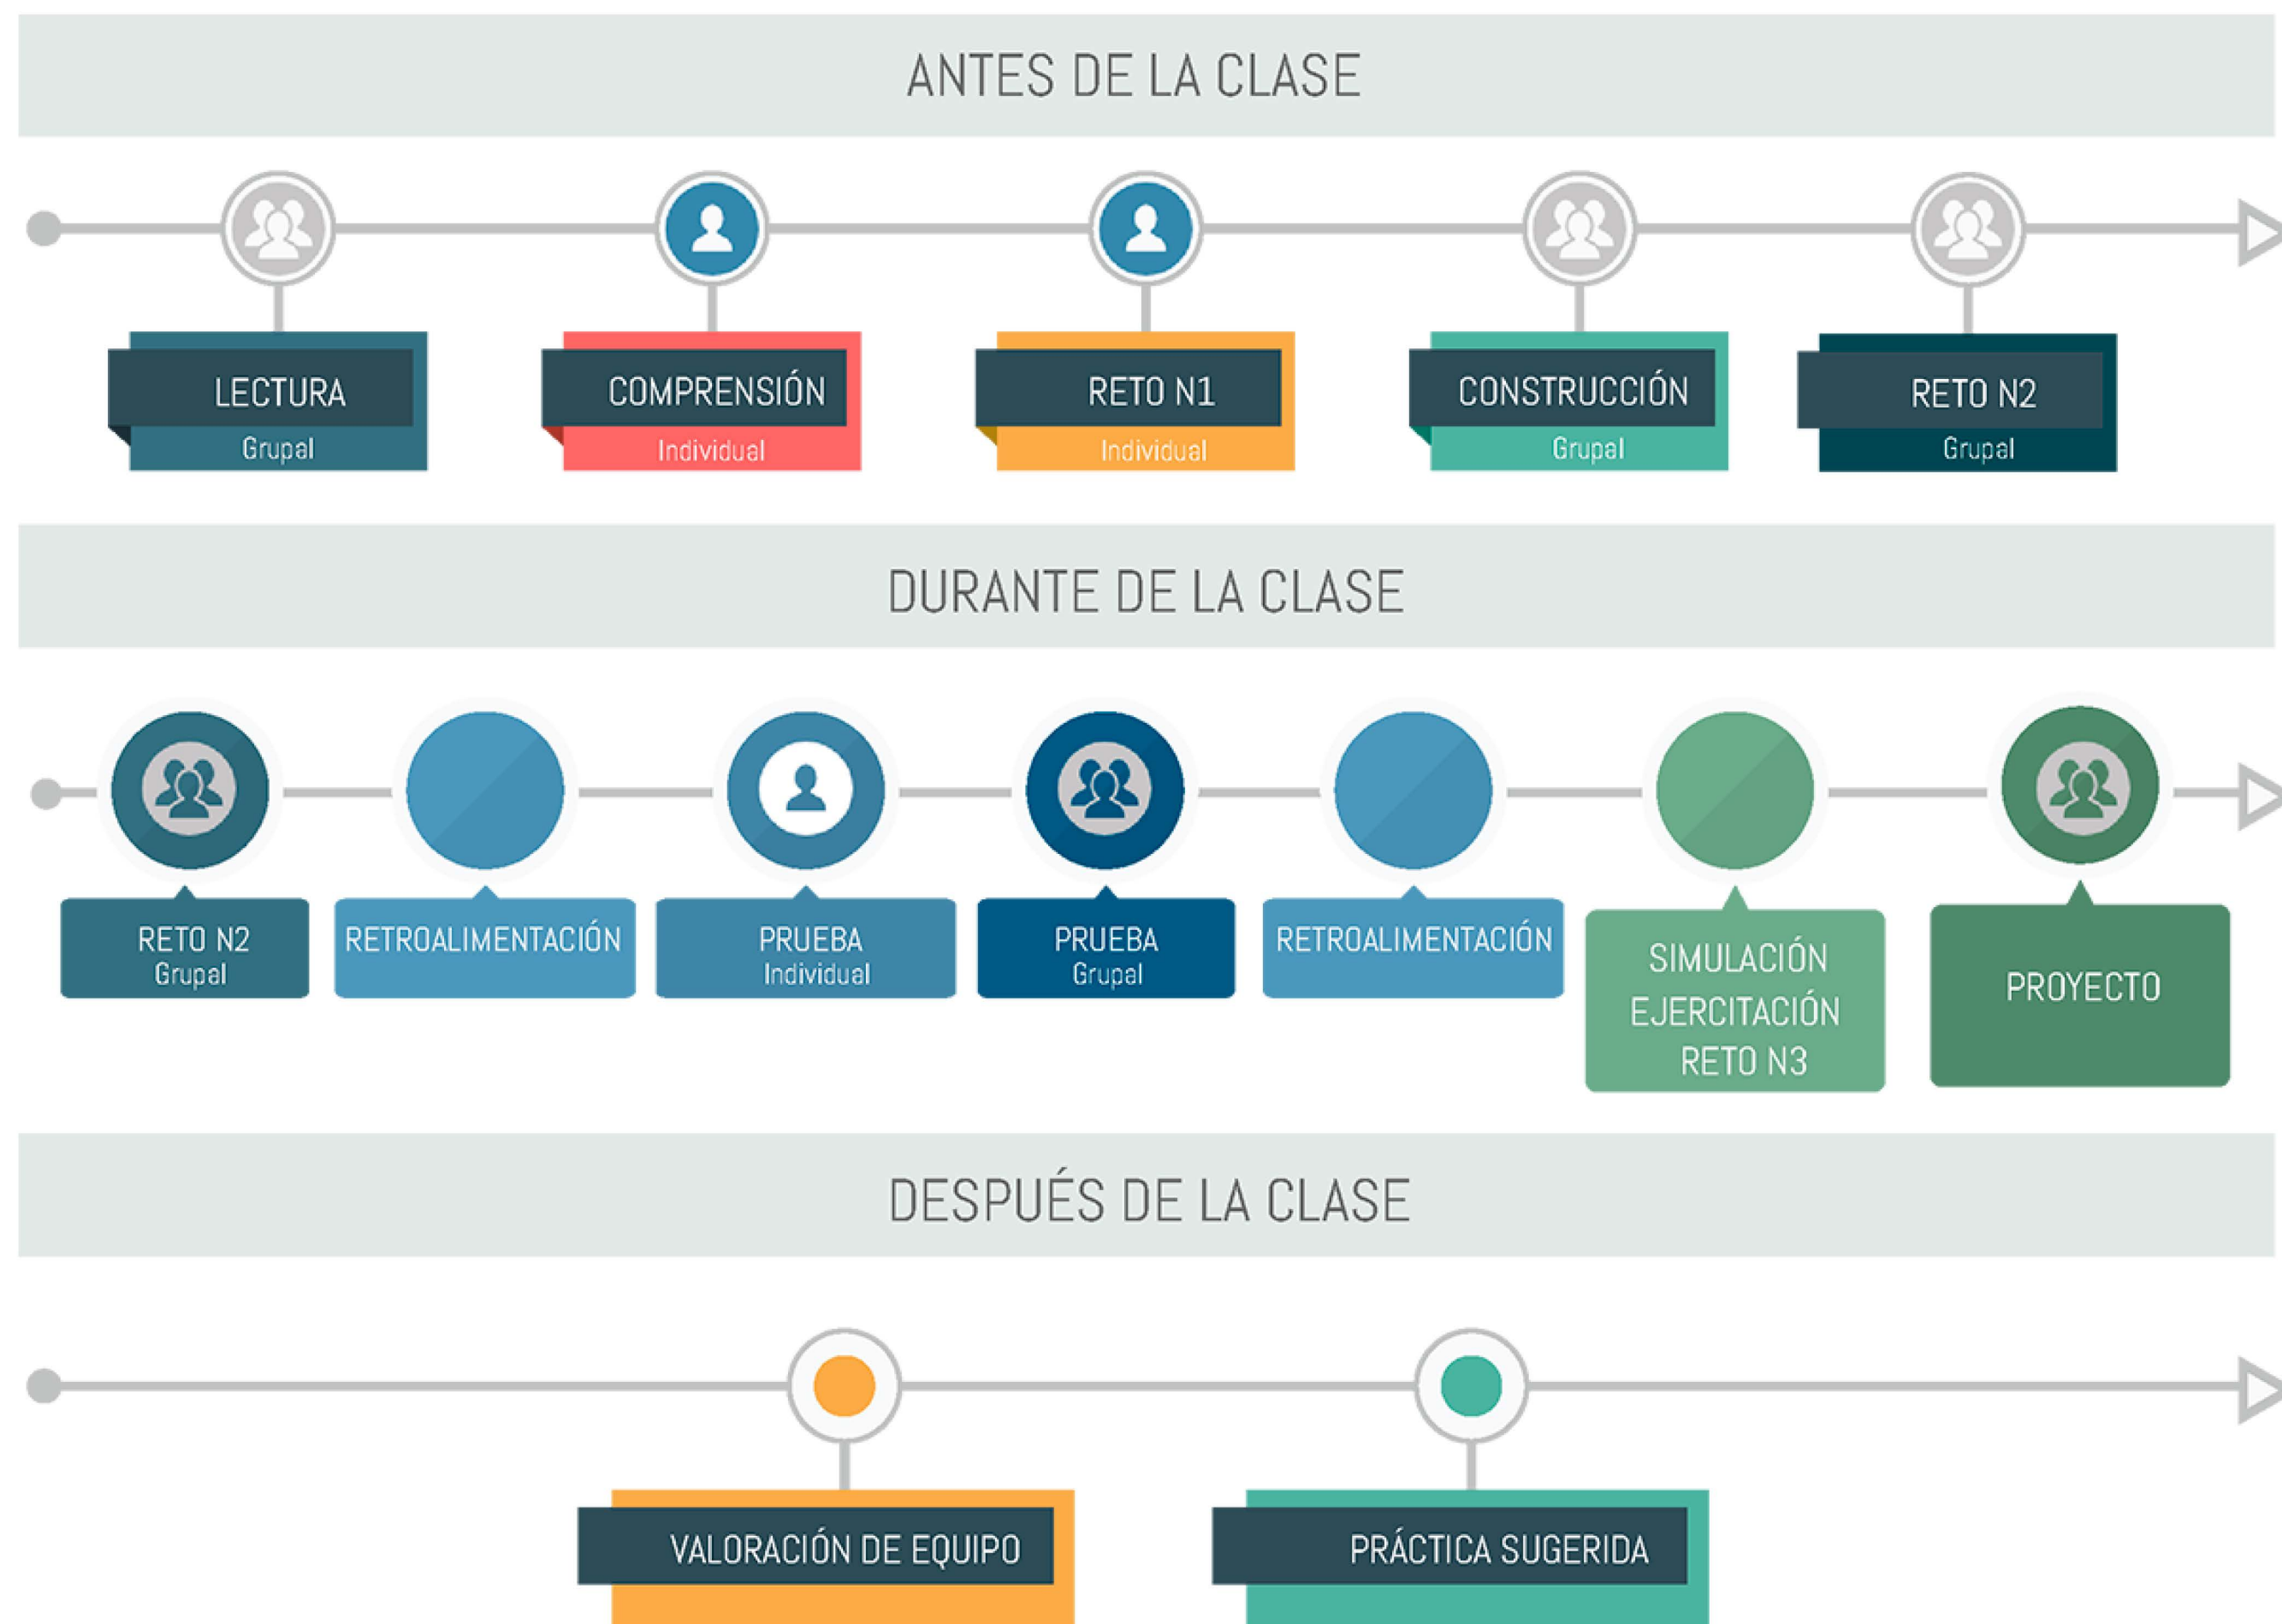 ANTES DE LA CLASE
LECTURA
Grupal
COMPRENSIÓN
Individual
RETO N1
Individual
CONSTRUCCIÓN
Grupal
RETO N2
Grupal
DURANTE DE LA CLASE
RETO N2
Grupal
RETROALIMENTACIÓN
PRUEBA
Individual
PRUEBA
Grupal
RETROALIMENTACIÓN
SIMULACIÓN
EJERCITACIÓN
RETO N3
PROYECTO
DESPUÉS DE LA CLASE
VALORACIÓN DE EQUIPO
PRÁCTICA SUGERIDA